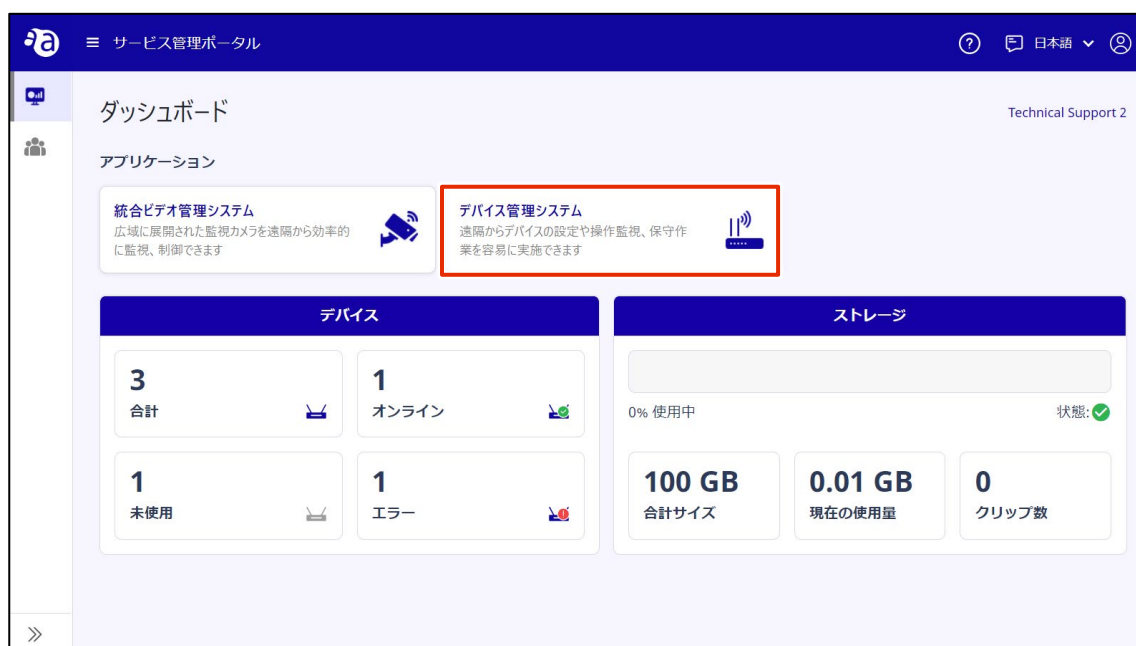 サービス管理ポータル
日本語
ダッシュボード
Technical Support 2
アプリケーション
統合ビデオ管理システム
広域に展開された監視カメラを遠隔から効率的
に監視、制御できます
デバイス管理システム
遠隔からデバイスの設定や操作監視、保守作
業を容易に実施できます
デバイス
3
合計
1
オンライン
1
未使用
1
エラー
ストレージ
0% 使用中
状態:
100 GB
合計サイズ
0.01 GB
現在の使用量
0
クリップ数